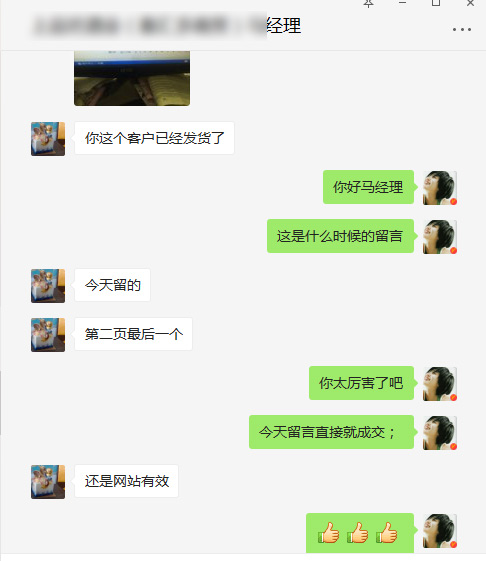 经理
你这个客户已经发货了
你好马经理
这是什么时候的留言
今天留的
第二页最后一个
你太厉害了吧
今天留言直接就成交；
还是网站有效